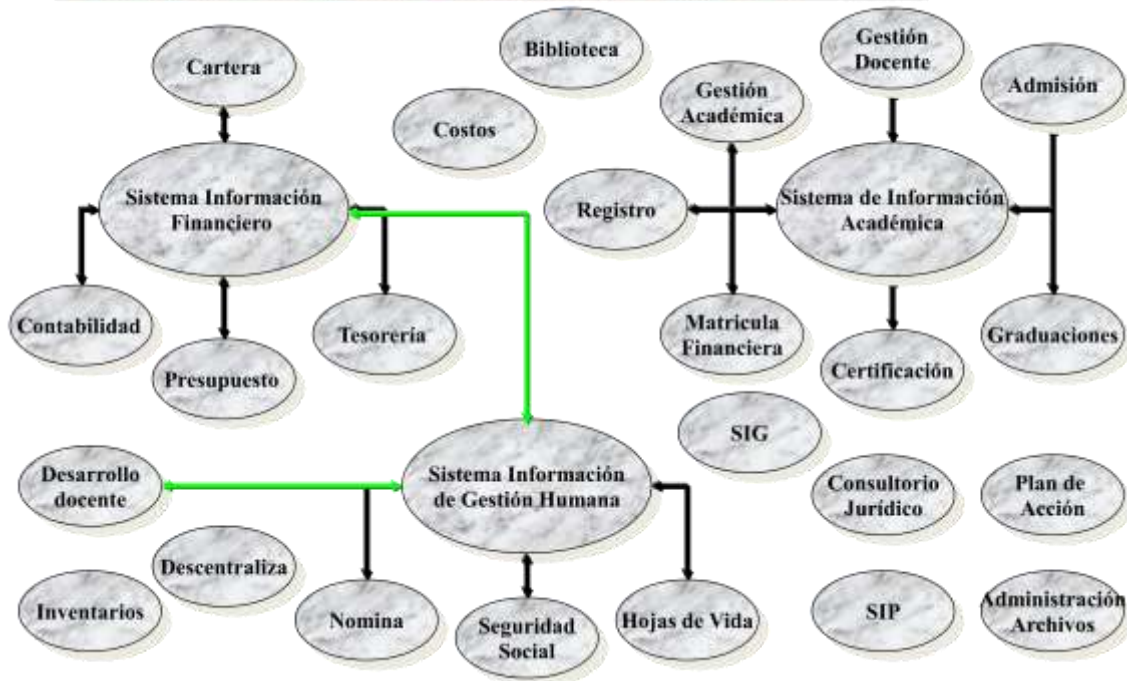 Cartera
Biblioteca
Gestión
Docente
Admisión
Gestión
Académica
Costos
Sistema Información
Financiero
Registro
Sistema de Información
Académica
Contabilidad
Tesorería
Presupuesto
Matricula
Financiera
Certificación
Graduaciones
SIG
Desarrollo
docente
Sistema Información
de Gestión Humana
Consultorio
Jurídico
Plan de
Acción
Descentraliza
Inventarios
Nomina
Seguridad
Social
Hojas de Vida
SIP
Administración
Archivos